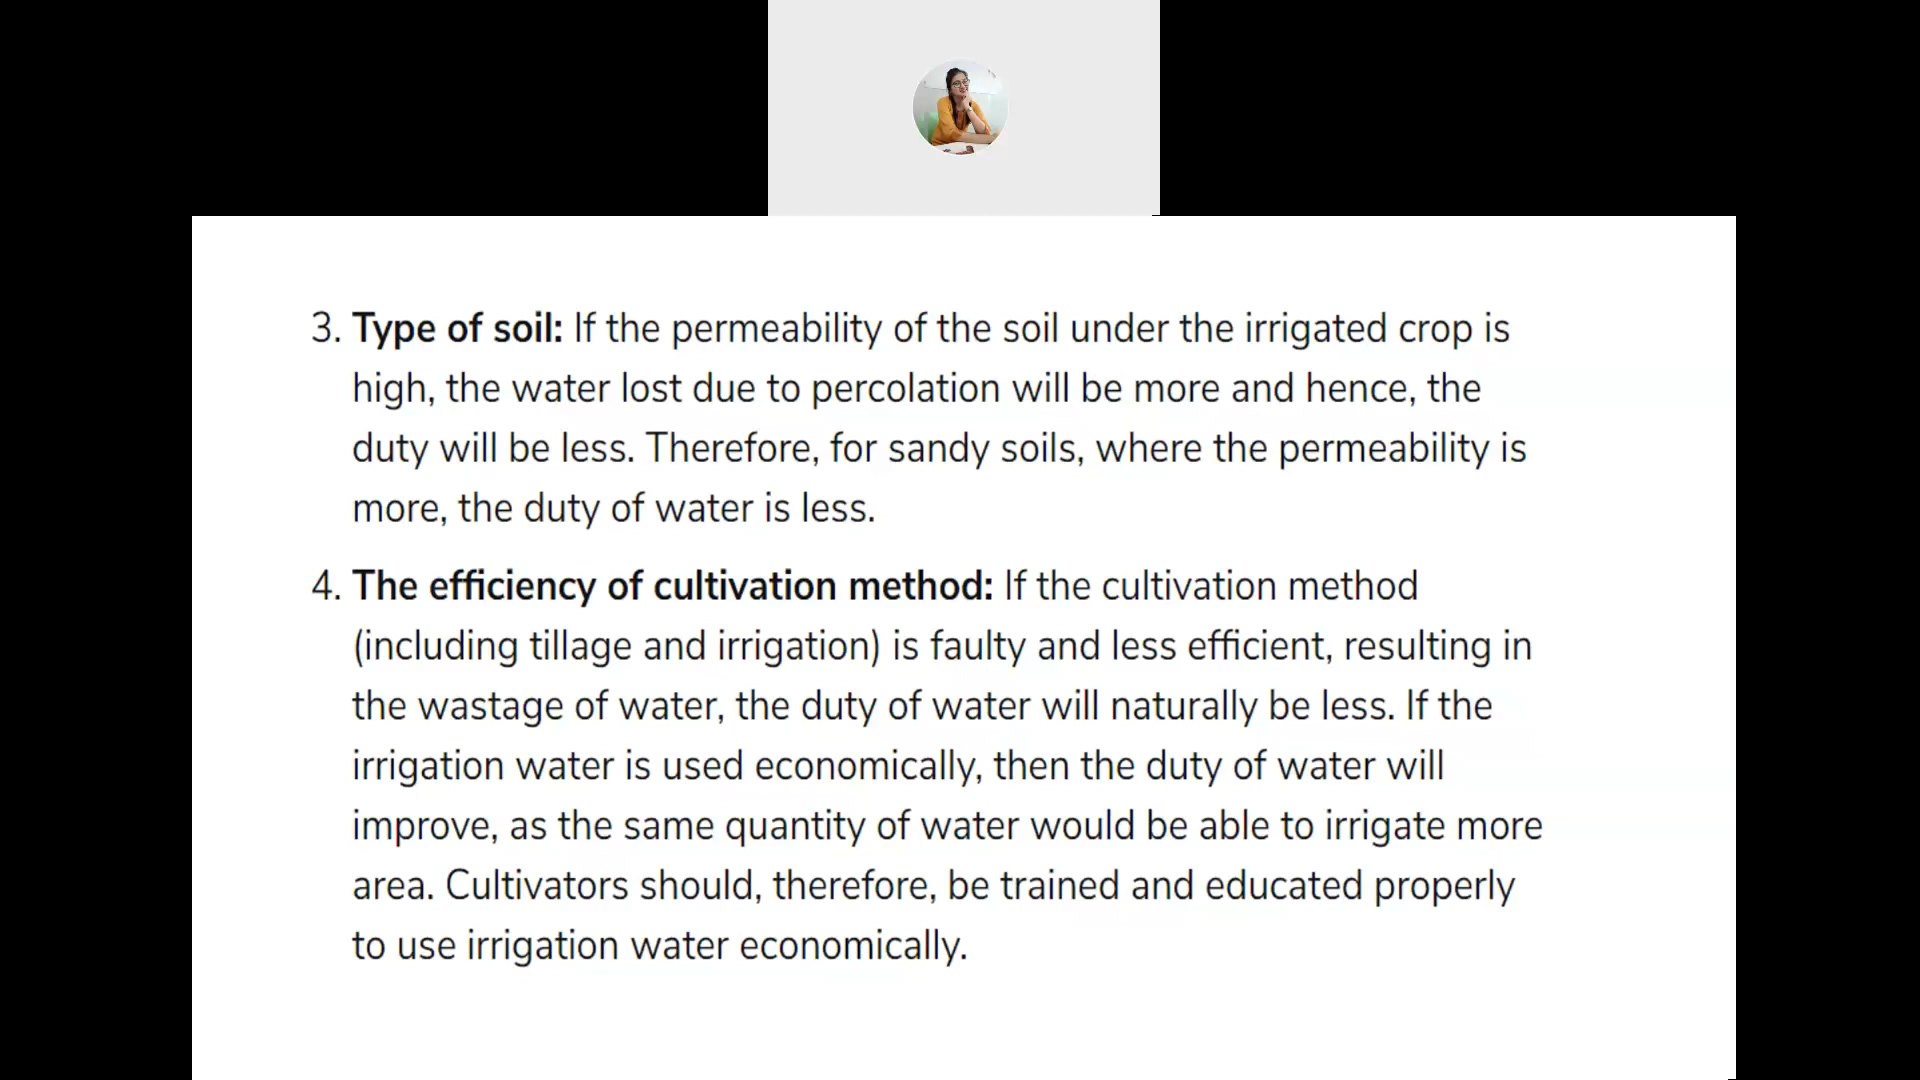 3. Type of soil: If the permeability of the soil under the irrigated crop is
high, the water lost due to percolation will be more and hence, the
duty will be less. Therefore, for sandy soils, where the permeability is
more, the duty of water is less.
4. The efficiency of cultivation method: If the cultivation method
(including tillage and irrigation) is faulty and less efficient, resulting in
the wastage of water, the duty of water will naturally be less. If the
irrigation water is used economically, then the duty of water will
improve, as the same quantity of water would be able to irrigate more
area. Cultivators should, therefore, be trained and educated properly
to use irrigation water economically.